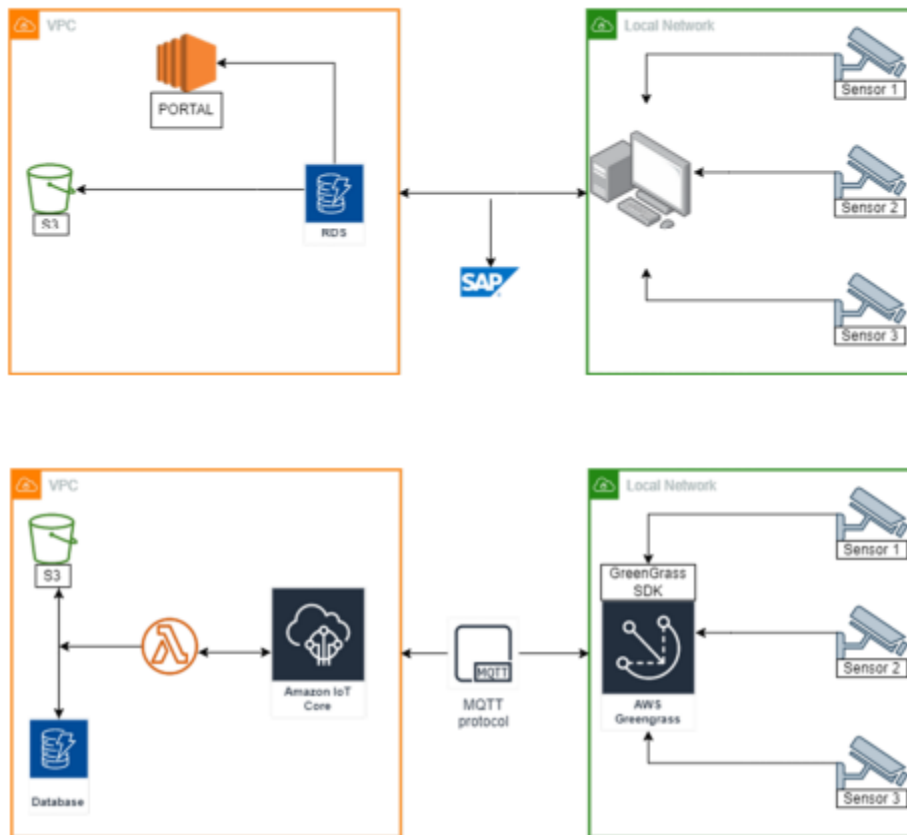 VPC
Local Network
PORTAL
Sensor 1
Sensor 2
S3
RDS
SAP
Sensor 3
VPC
Local Network
Sensor 1
S3
GreenGrass
SDK
MQTT
Sensor 2
Amazon IoT
Core
MQTT
protocol
AWS
Greengrass
Database
Sensor 3